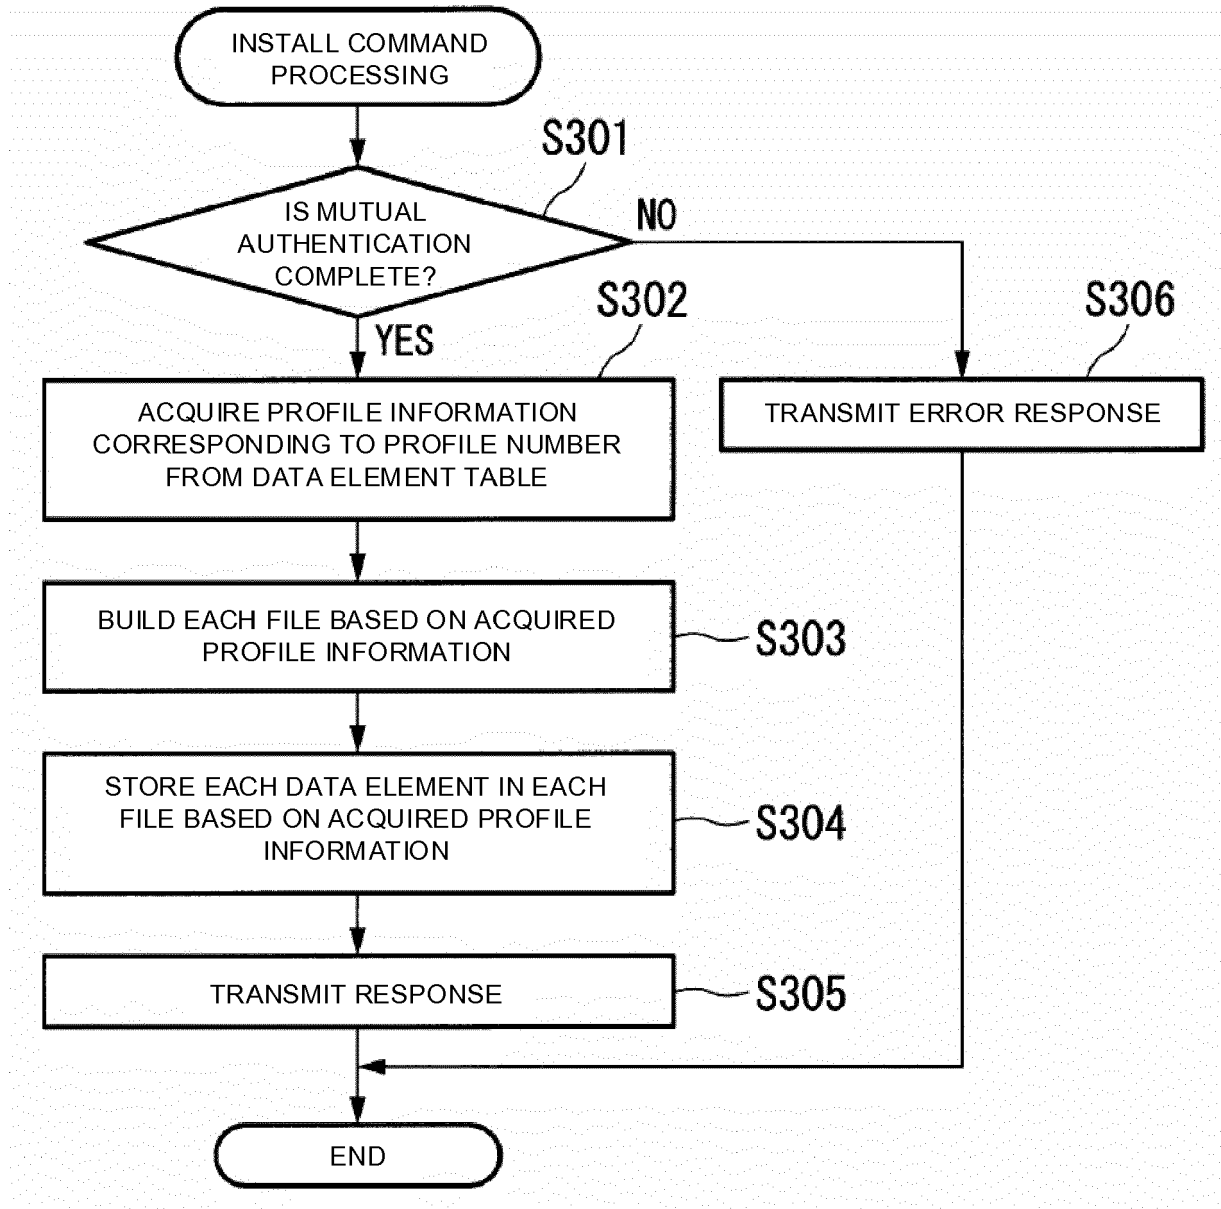 INSTALL COMMAND
PROCESSING
S301
IS MUTUAL
AUTHENTICATION
COMPLETE?
NO
YES
S302
S306
ACQUIRE PROFILE INFORMATION
CORRESPONDING TO PROFILE NUMBER
FROM DATA ELEMENT TABLE
TRANSMIT ERROR RESPONSE
BUILD EACH FILE BASED ON ACQUIRED
PROFILE INFORMATION
S303
STORE EACH DATA ELEMENT IN EACH
FILE BASED ON ACQUIRED PROFILE
INFORMATION
S304
TRANSMIT RESPONSE
S305
END